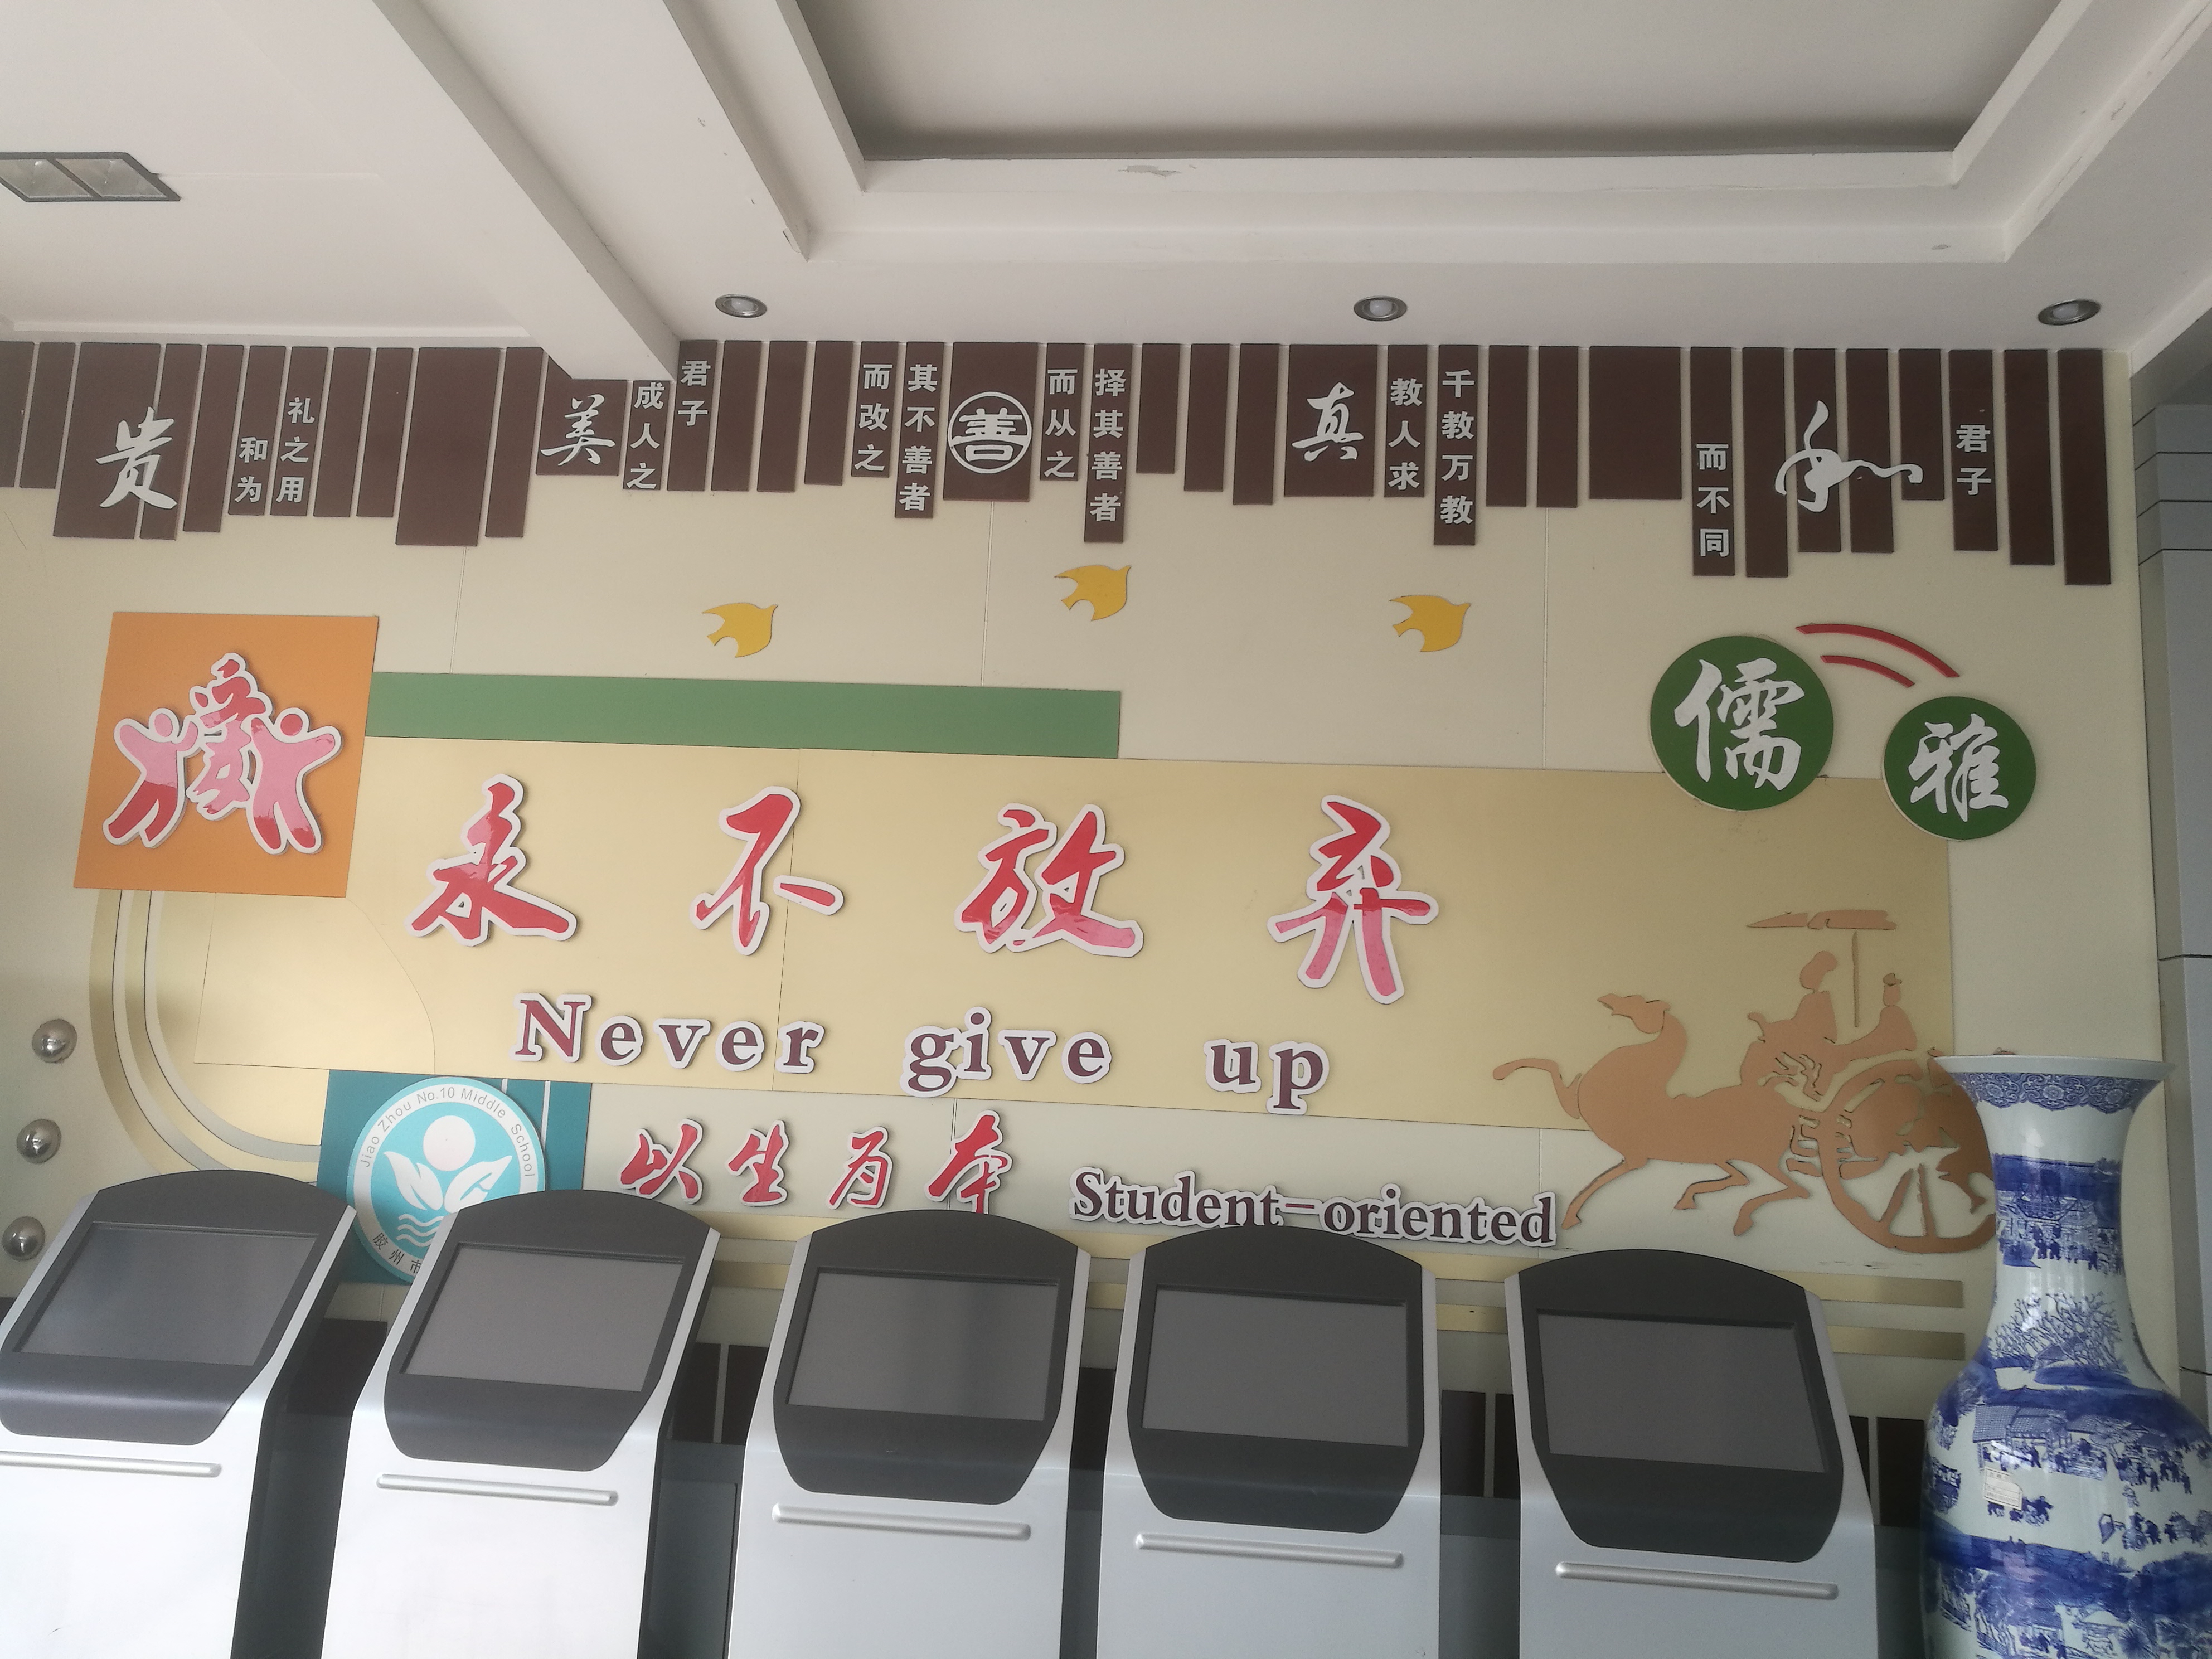 君子
和
而不同
千教万教
教人求
真
择其善者
而从之
善
其不善者
而改之
君子
成人之
美
礼之用
和为
贵
儒
雅
永不放弃
Never give up
Jiao Zhou No.10 Middle School
胶州市
以生为本
Student-oriented